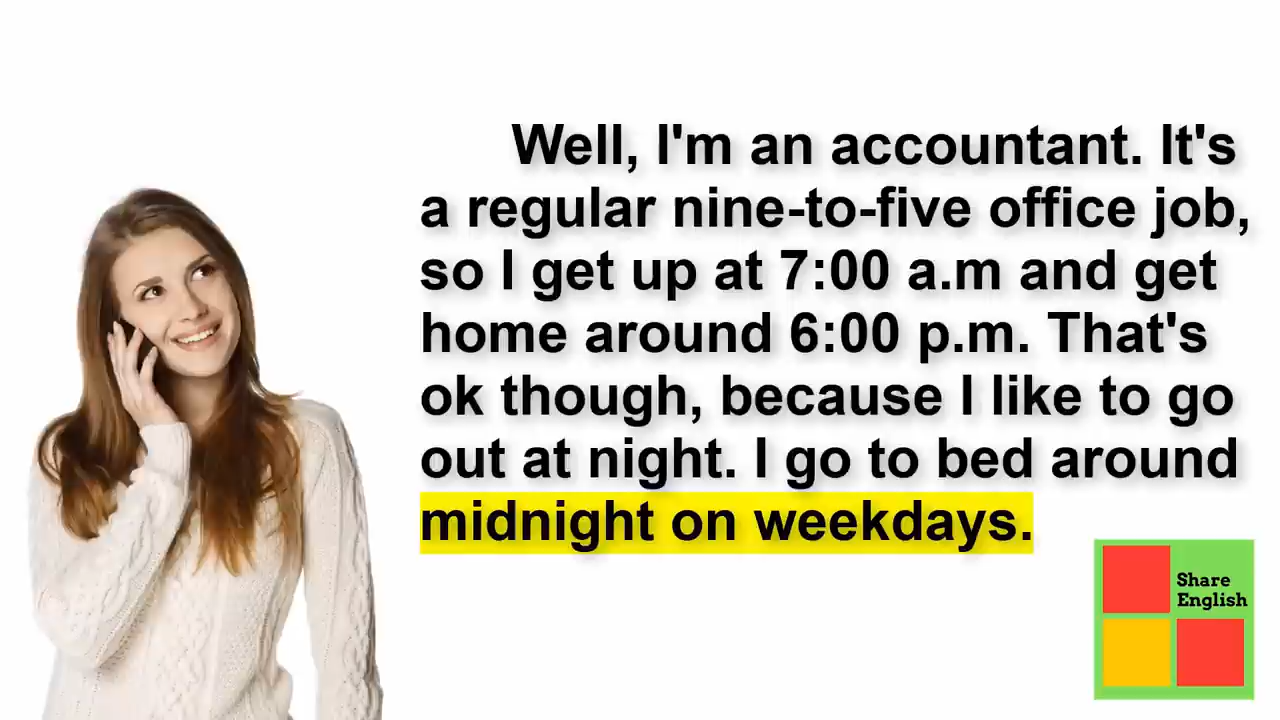 Well, I'm an accountant. It's
a regular nine-to-five office job,
so I get up at 7:00 a.m and get
home around 6:00 p.m. That's
ok though, because I like to go
out at night. I go to bed around
midnight on weekdays.
Share
English